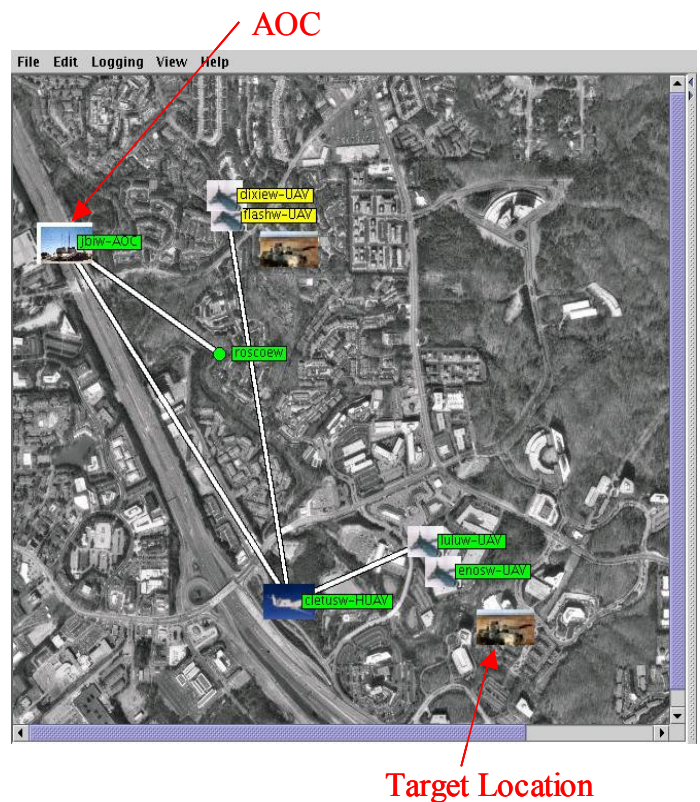 AOC
File Edit Logging View Help
dixiew-UAV
flashw-UAV
jbiw-AOC
roscoew
luluw-UAV
enosw-UAV
cletusw-HUAV
Target Location